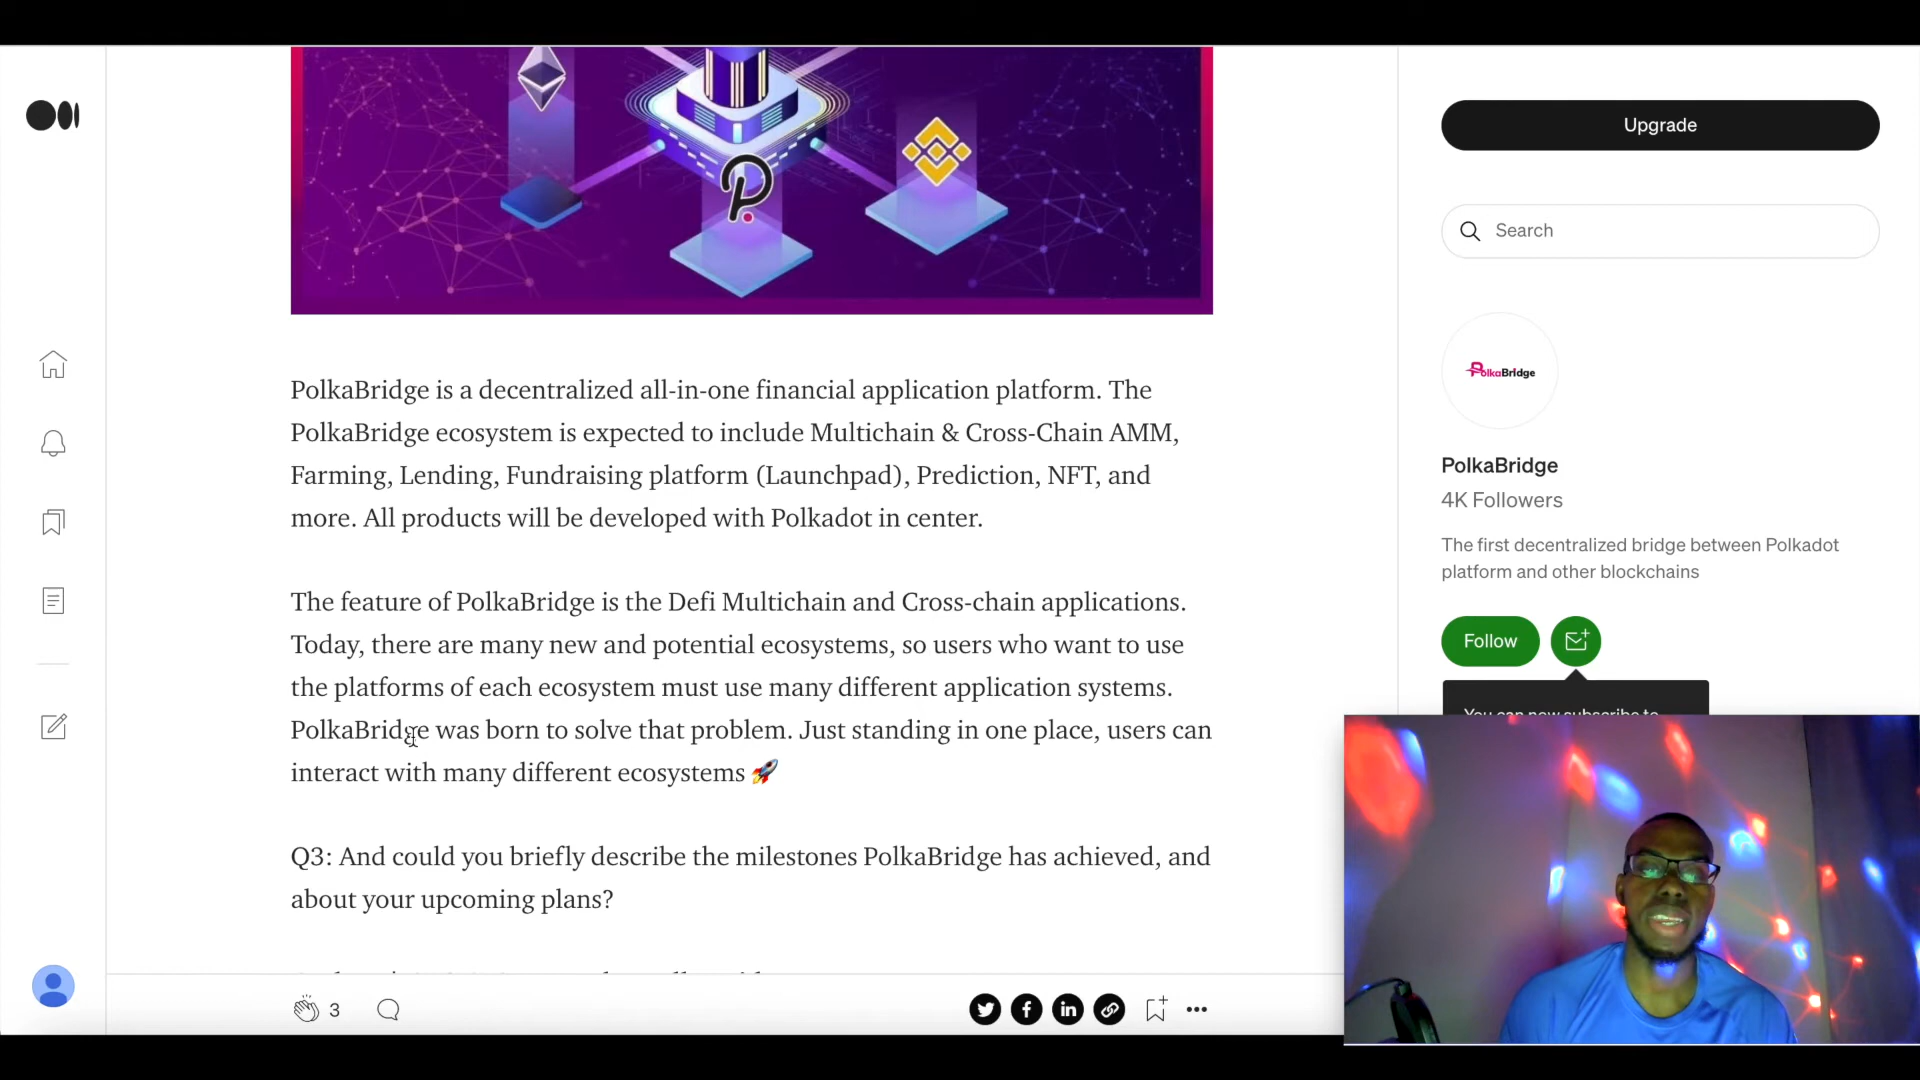 PolkaBridge is a decentralized all-in-one financial application platform. The
PolkaBridge ecosystem is expected to include Multichain & Cross-Chain AMM,
Farming, Lending, Fundraising platform (Launchpad), Prediction, NFT, and
more. All products will be developed with Polkadot in center.
The feature of PolkaBridge is the Defi Multichain and Cross-chain applications.
Today, there are many new and potential ecosystems, so users who want to use
the platforms of each ecosystem must use many different application systems.
PolkaBridge was born to solve that problem. Just standing in one place, users can
interact with many different ecosystems 🚀
Q3: And could you briefly describe the milestones PolkaBridge has achieved, and
about your upcoming plans?
3
Upgrade
Search
PolkaBridge
PolkaBridge
4K Followers
The first decentralized bridge between Polkadot
platform and other blockchains
Follow
You can now subscribe to